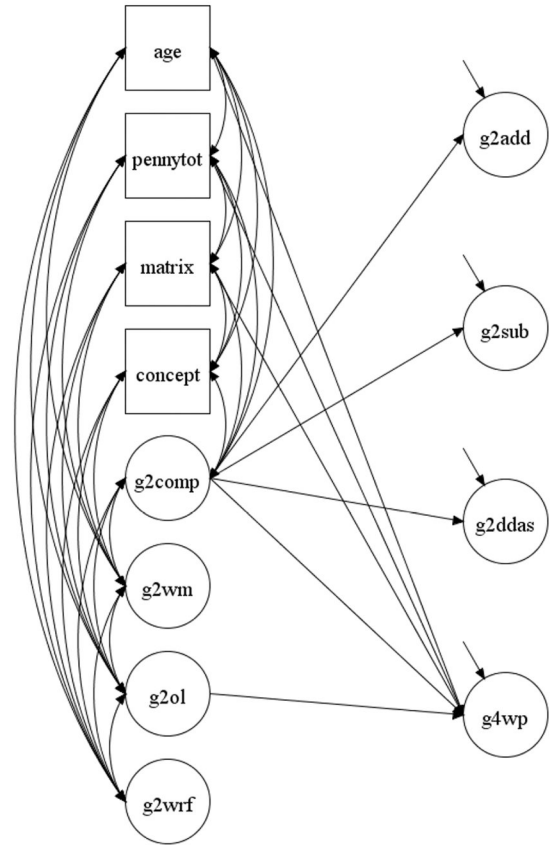 age
pennytot
matrix
concept
g2comp
g2wm
g2ol
g2wrf
g2add
g2sub
g2ddas
g4wp